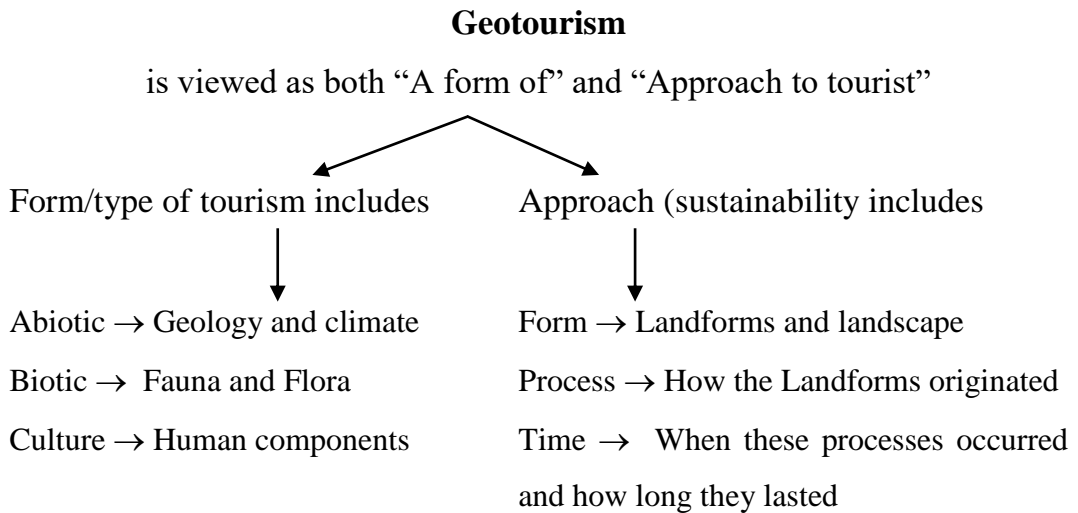 Geotourism
is viewed as both “A form of” and “Approach to tourist”
Form/type of tourism includes
Abiotic → Geology and climate
Biotic → Fauna and Flora
Culture → Human components
Approach (sustainability includes
Form → Landforms and landscape
Process → How the Landforms originated
Time → When these processes occurred
and how long they lasted